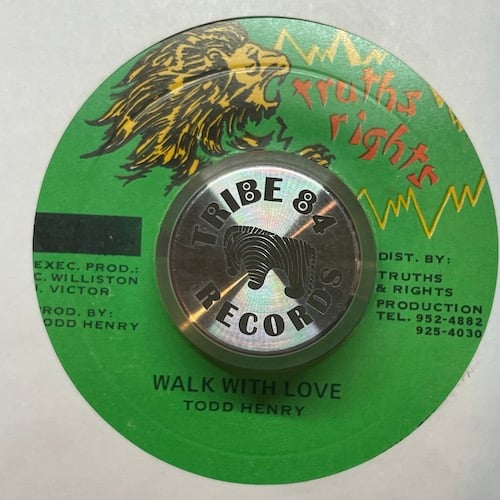 truths
rights
TRIBE 84
RECORDS
EXEC. PROD.:
C. WILLISTON
I. VICTOR
PROD. BY:
TODD HENRY
DIST. BY:
TRUTHS
& RIGHTS
PRODUCTION
TEL. 952-4882
925-4030
WALK WITH LOVE
TODD HENRY